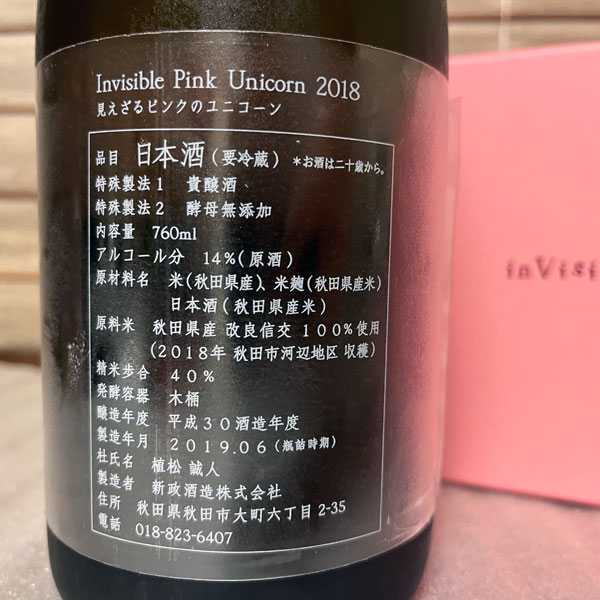 Invisible Pink Unicorn 2018
見えざるピンクのユニコーン
品目 日本酒(要冷蔵) *お酒は二十歳から。
特殊製法1 貴醸酒
特殊製法2 酵母無添加
内容量 760ml
アルコール分 14%(原酒)
原材料名 米(秋田県産)、米麹(秋田県産米)
日本酒(秋田県産米)
原料米 秋田県産 改良信交 100%使用
(2018年 秋田市河辺地区 収穫)
精米歩合 40%
発酵容器 木桶
醸造年度 平成30酒造年度
製造年月 2019.06(瓶詰時期)
杜氏名 植松 誠人
製造者 新政酒造株式会社
住所 秋田県秋田市大町六丁目2-35
電話 018-823-6407
inVisi